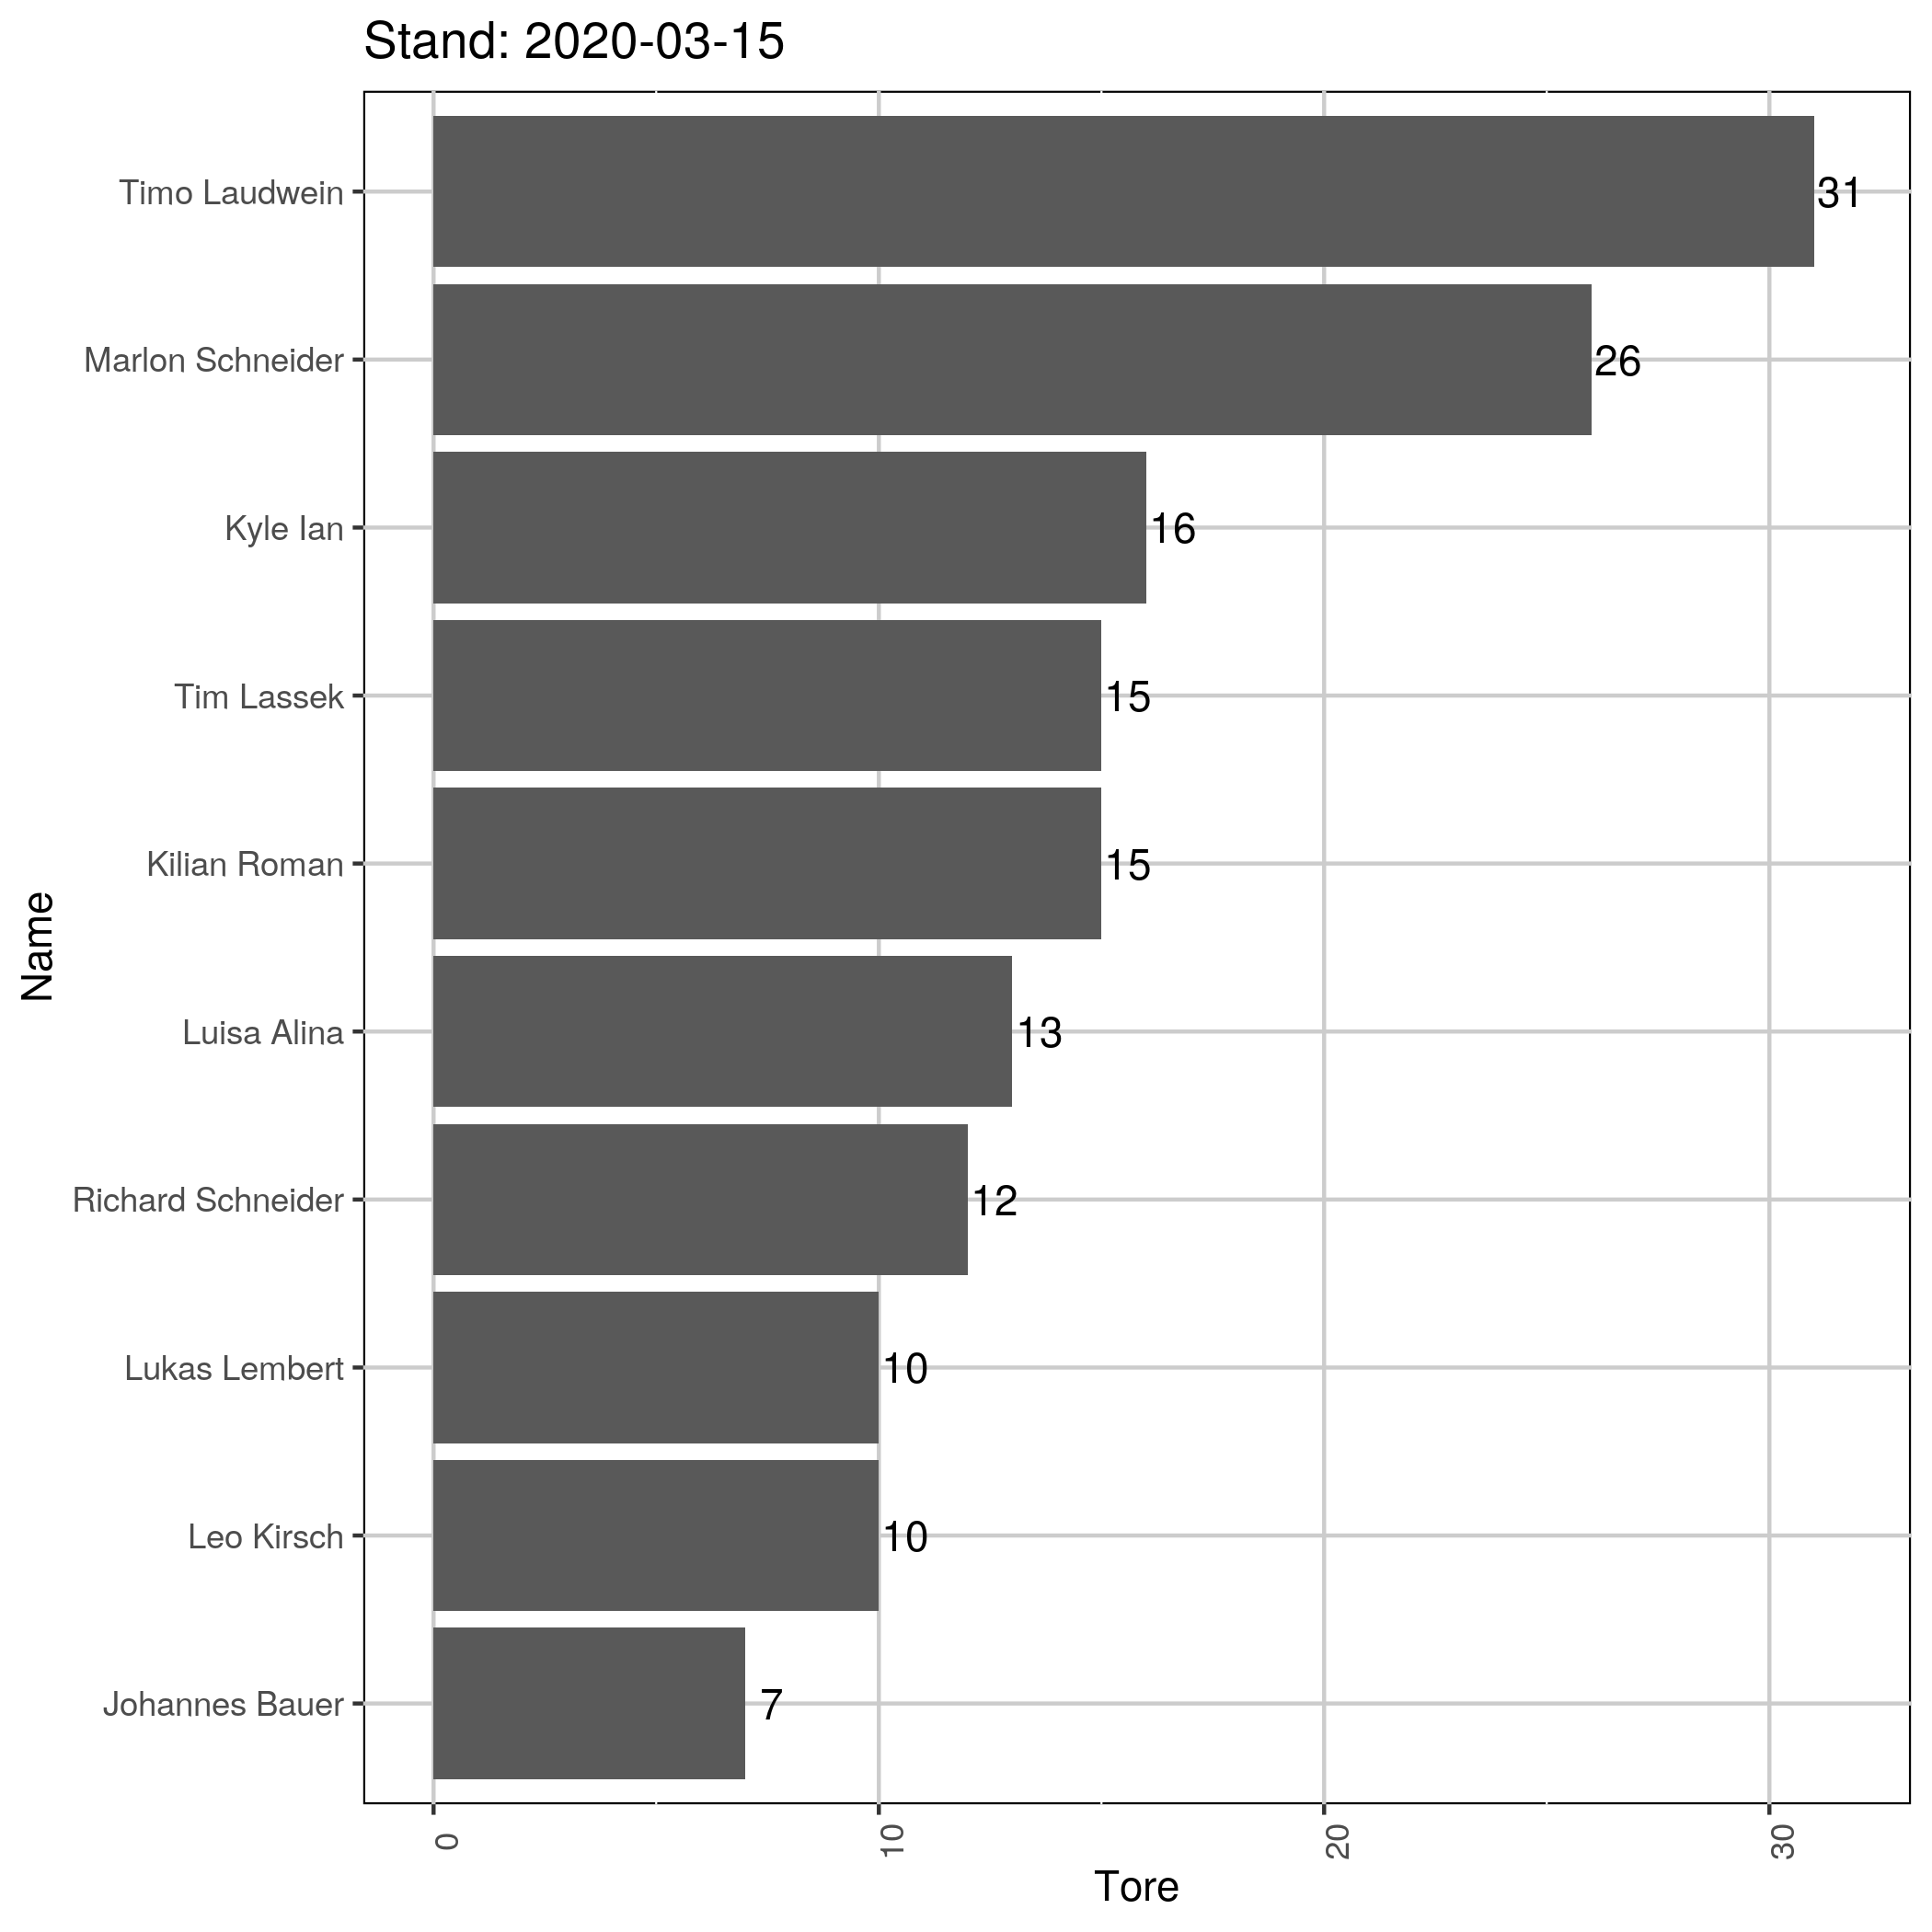 Stand: 2020-03-15
Name
Timo Laudwein 31
Marlon Schneider 26
Kyle Ian 16
Tim Lassek 15
Kilian Roman 15
Luisa Alina 13
Richard Schneider 12
Lukas Lembert 10
Leo Kirsch 10
Johannes Bauer 7
0 10 20 30
Tore